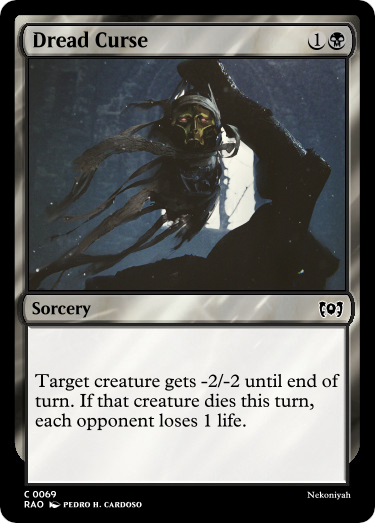 Dread Curse 1
Sorcery
Target creature gets -2/-2 until end of
turn. If that creature dies this turn,
each opponent loses 1 life.
C 0069
RAO PEDRO H. CARDOSO
Nekoniyah